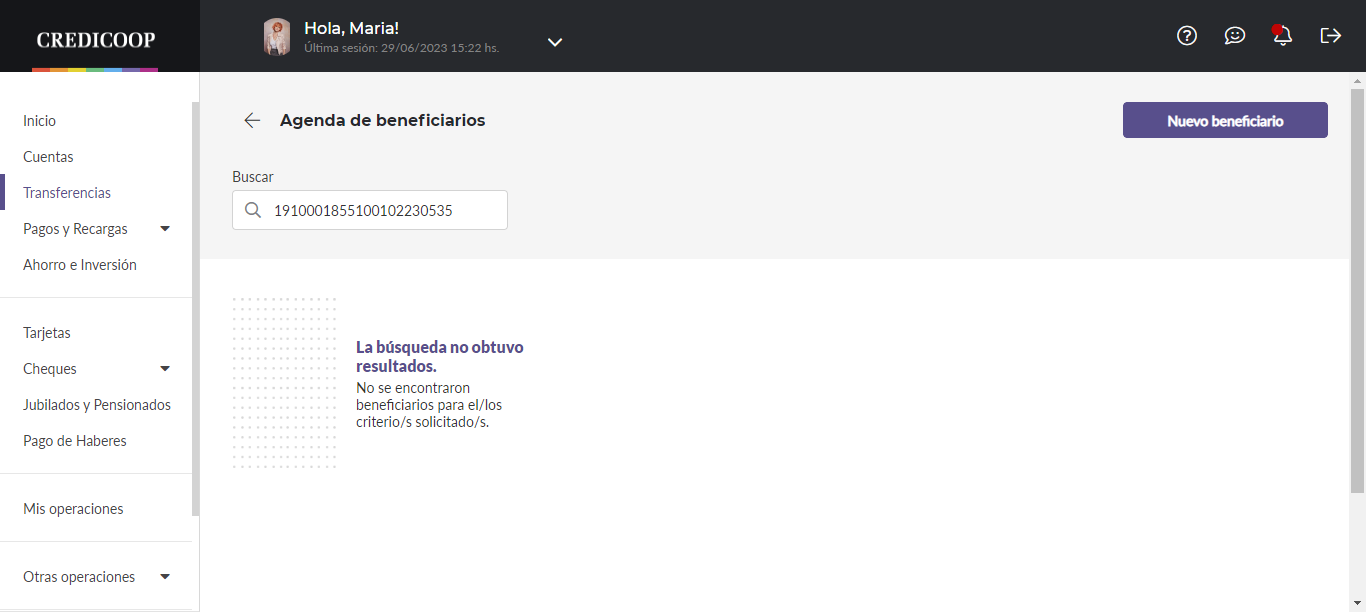 CREDICOOP
Hola, Maria!
Última sesión: 29/06/2023 15:22 hs.
Inicio
Cuentas
Transferencias
Pagos y Recargas
Ahorro e Inversión
Tarjetas
Cheques
Jubilados y Pensionados
Pago de Haberes
Mis operaciones
Otras operaciones
Agenda de beneficiarios
Nuevo beneficiario
Buscar
1910001855100102230535
La búsqueda no obtuvo
resultados.
No se encontraron
beneficiarios para el/los
criterio/s solicitado/s.